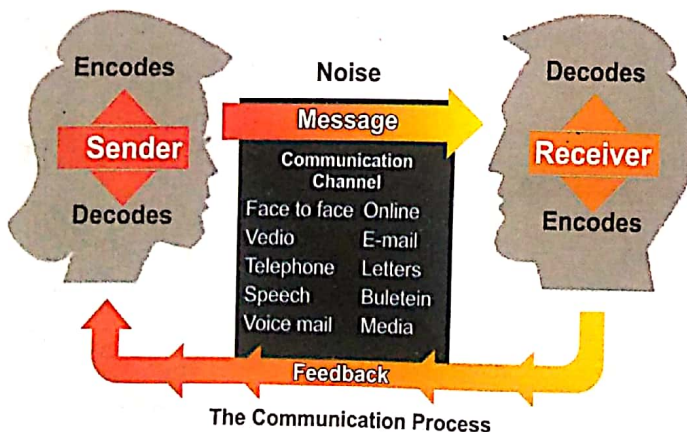 Encodes
Sender
Decodes
Noise
Message
Communication
Channel
Face to face Online
Vedio E-mail
Telephone Letters
Speech Buletein
Voice mail Media
Feedback
Decodes
Receiver
Encodes
The Communication Process